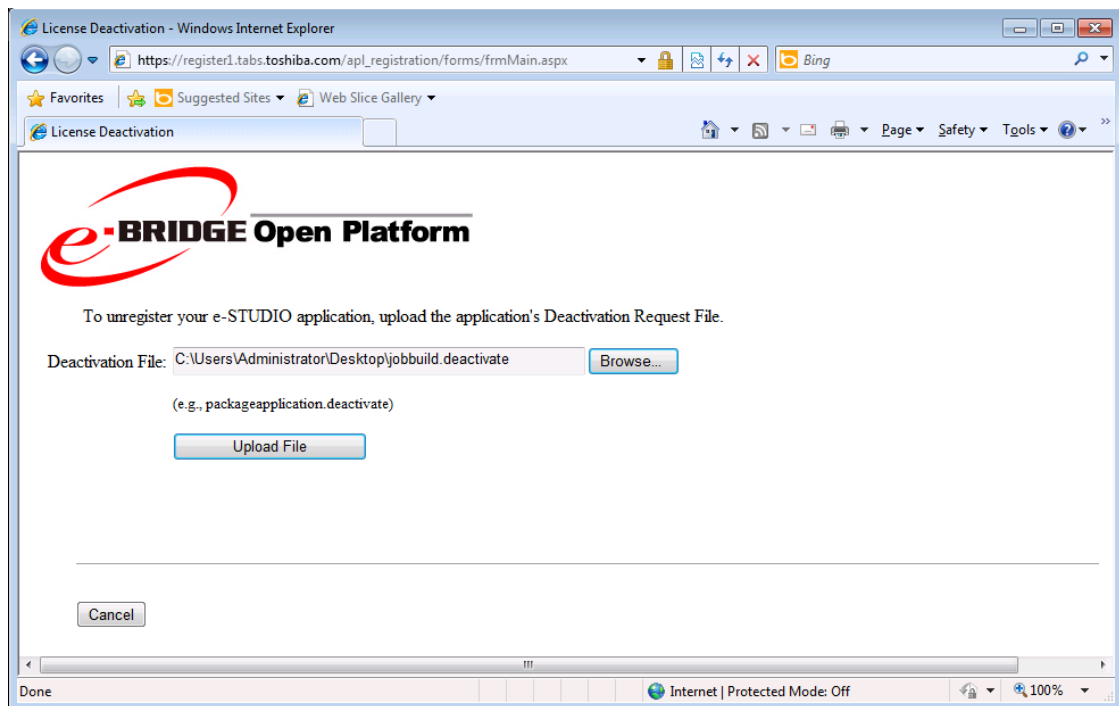 License Deactivation - Windows Internet Explorer
https://register1.tabs.toshiba.com/apl_registration/forms/frmMain.aspx
Bing
Favorites
Suggested Sites
Web Slice Gallery
License Deactivation
Page
Safety
Tools
»
e-BRIDGE Open Platform
To unregister your e-STUDIO application, upload the application's Deactivation Request File.
Deactivation File: C:\Users\Administrator\Desktop\jobbuild.deactivate Browse...
(e.g., packageapplication.deactivate)
Upload File
Cancel
Done
Internet | Protected Mode: Off
100%